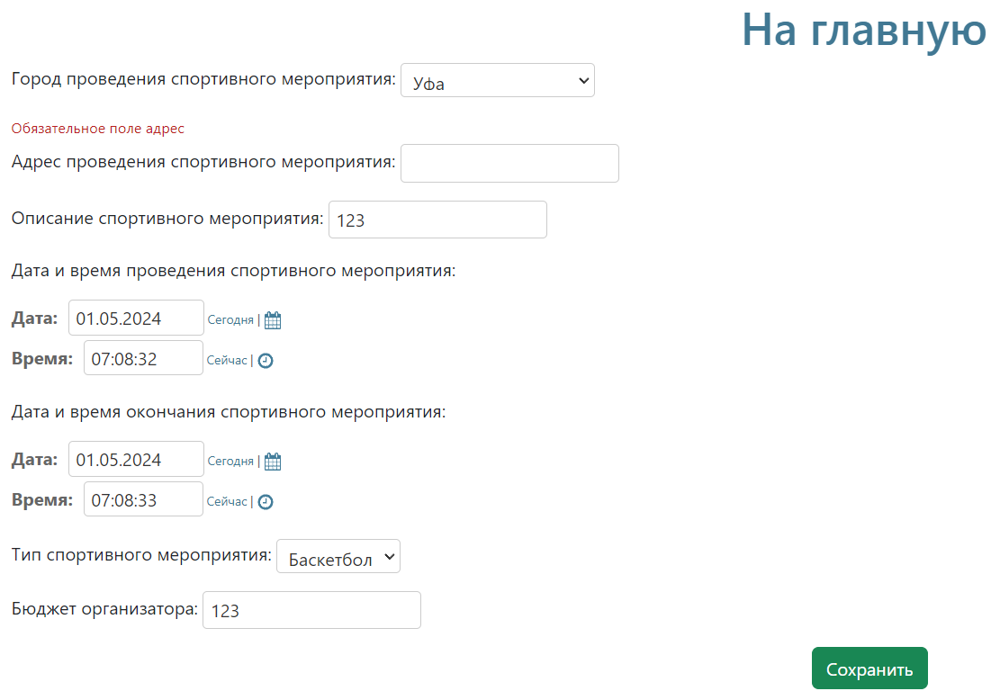 На главную
Город проведения спортивного мероприятия: Уфа
Обязательное поле адрес
Адрес проведения спортивного мероприятия:
Описание спортивного мероприятия: 123
Дата и время проведения спортивного мероприятия:
Дата: 01.05.2024 Сегодня |
Время: 07:08:32 Сейчас |
Дата и время окончания спортивного мероприятия:
Дата: 01.05.2024 Сегодня |
Время: 07:08:33 Сейчас |
Тип спортивного мероприятия: Баскетбол
Бюджет организатора: 123
Сохранить